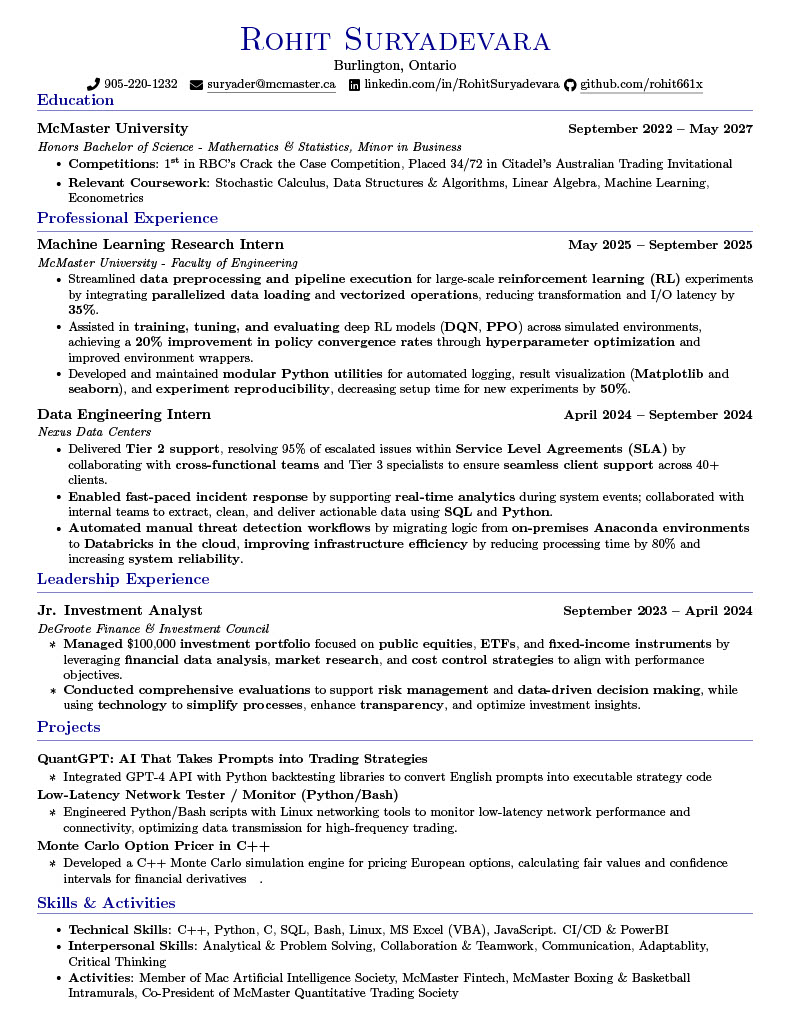 Rohit Suryadevara
Burlington, Ontario
905-220-1232 suryader@mcmaster.ca linkedin.com/in/RohitSuryadevara github.com/rohit661x
Education
McMaster University September 2022 – May 2027
Honors Bachelor of Science - Mathematics & Statistics, Minor in Business
• Competitions: 1st in RBC's Crack the Case Competition, Placed 34/72 in Citadel's Australian Trading Invitational
• Relevant Coursework: Stochastic Calculus, Data Structures & Algorithms, Linear Algebra, Machine Learning,
Econometrics
Professional Experience
Machine Learning Research Intern May 2025 – September 2025
McMaster University - Faculty of Engineering
• Streamlined data preprocessing and pipeline execution for large-scale reinforcement learning (RL) experiments
by integrating parallelized data loading and vectorized operations, reducing transformation and I/O latency by
35%.
• Assisted in training, tuning, and evaluating deep RL models (DQN, PPO) across simulated environments,
achieving a 20% improvement in policy convergence rates through hyperparameter optimization and
improved environment wrappers.
• Developed and maintained modular Python utilities for automated logging, result visualization (Matplotlib and
seaborn), and experiment reproducibility, decreasing setup time for new experiments by 50%.
Data Engineering Intern April 2024 – September 2024
Nexus Data Centers
• Delivered Tier 2 support, resolving 95% of escalated issues within Service Level Agreements (SLA) by
collaborating with cross-functional teams and Tier 3 specialists to ensure seamless client support across 40+
clients.
• Enabled fast-paced incident response by supporting real-time analytics during system events; collaborated with
internal teams to extract, clean, and deliver actionable data using SQL and Python.
• Automated manual threat detection workflows by migrating logic from on-premises Anaconda environments
to Databricks in the cloud, improving infrastructure efficiency by reducing processing time by 80% and
increasing system reliability.
Leadership Experience
Jr. Investment Analyst September 2023 – April 2024
DeGroote Finance & Investment Council
* Managed $100,000 investment portfolio focused on public equities, ETFs, and fixed-income instruments by
leveraging financial data analysis, market research, and cost control strategies to align with performance
objectives.
* Conducted comprehensive evaluations to support risk management and data-driven decision making, while
using technology to simplify processes, enhance transparency, and optimize investment insights.
Projects
QuantGPT: AI That Takes Prompts into Trading Strategies
* Integrated GPT-4 API with Python backtesting libraries to convert English prompts into executable strategy code
Low-Latency Network Tester / Monitor (Python/Bash)
* Engineered Python/Bash scripts with Linux networking tools to monitor low-latency network performance and
connectivity, optimizing data transmission for high-frequency trading.
Monte Carlo Option Pricer in C++
* Developed a C++ Monte Carlo simulation engine for pricing European options, calculating fair values and confidence
intervals for financial derivatives .
Skills & Activities
• Technical Skills: C++, Python, C, SQL, Bash, Linux, MS Excel (VBA), JavaScript. CI/CD & PowerBI
• Interpersonal Skills: Analytical & Problem Solving, Collaboration & Teamwork, Communication, Adaptablity,
Critical Thinking
• Activities: Member of Mac Artificial Intelligence Society, McMaster Fintech, McMaster Boxing & Basketball
Intramurals, Co-President of McMaster Quantitative Trading Society